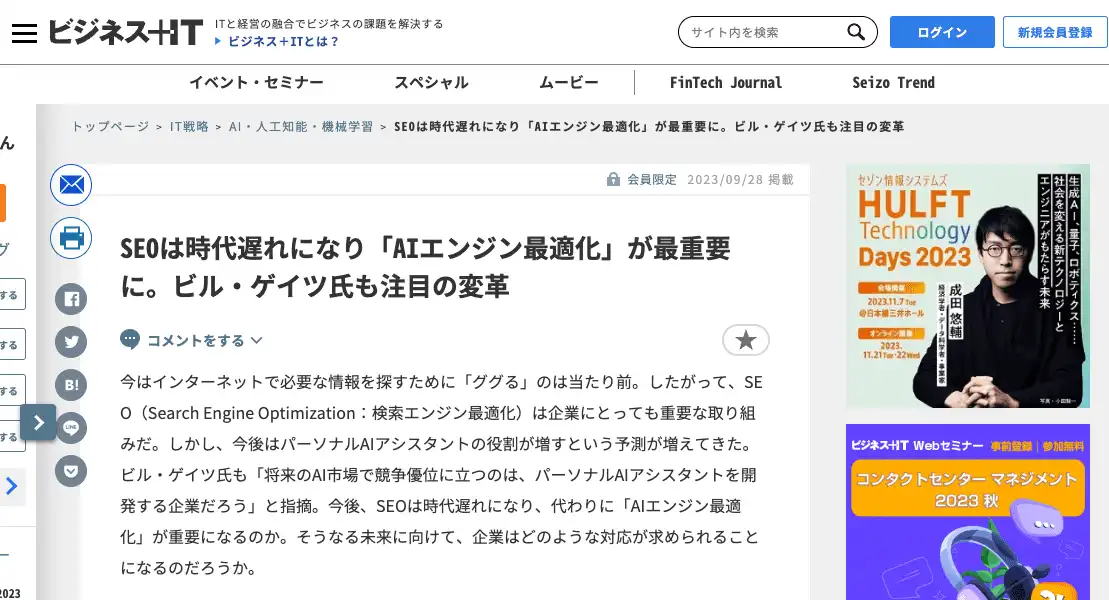 ビジネス+IT
ITと経営の融合でビジネスの課題を解決する
ビジネス+ITとは？
サイト内を検索
ログイン
新規会員登録
イベント・セミナー
スペシャル
ムービー
FinTech Journal
Seizo Trend
トップページ > IT戦略 > AI・人工知能・機械学習 > SEOは時代遅れになり「AIエンジン最適化」が最重要に。ビル・ゲイツ氏も注目の変革
ん
グ
する
する
する
する
ー
2023
会員限定
2023/09/28 掲載
SEOは時代遅れになり「AIエンジン最適化」が最重要
に。ビル・ゲイツ氏も注目の変革
コメントをする
B!
LINE
今はインターネットで必要な情報を探すために「ググる」のは当たり前。したがって、SE
O（Search Engine Optimization：検索エンジン最適化）は企業にとっても重要な取り組
みだ。しかし、今後はパーソナルAIアシスタントの役割が増すという予測が増えてきた。
ビル・ゲイツ氏も「将来のAI市場で競争優位に立つのは、パーソナルAIアシスタントを開
発する企業だろう」と指摘。今後、SEOは時代遅れになり、代わりに「AIエンジン最適
化」が重要になるのか。そうなる未来に向けて、企業はどのような対応が求められること
になるのだろうか。
セゾン情報システムズ
HULFT
Technology
Days 2023
会場開催
2023.11.7 Tue
@日本橋三井ホール
オンライン開催
2023.
11.21 Tue-22 Wed
生成AI、量子、ロボティクス……
社会を変える新テクノロジーと
エンジニアがもたらす未来
成田 悠輔
経済学者・データ科学者・事業家
写真・小田駿一
ビジネス+IT Webセミナー 事前登録 | 参加無料
コンタクトセンター マネジメント
2023 秋